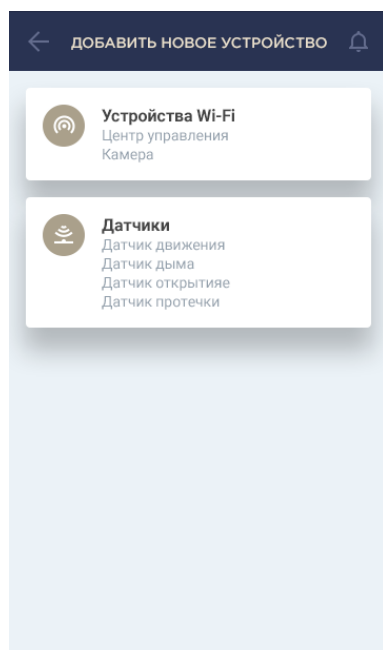 ДОБАВИТЬ НОВОЕ УСТРОЙСТВО
Устройства Wi-Fi
Центр управления
Камера
Датчики
Датчик движения
Датчик дыма
Датчик открытияе
Датчик протечки